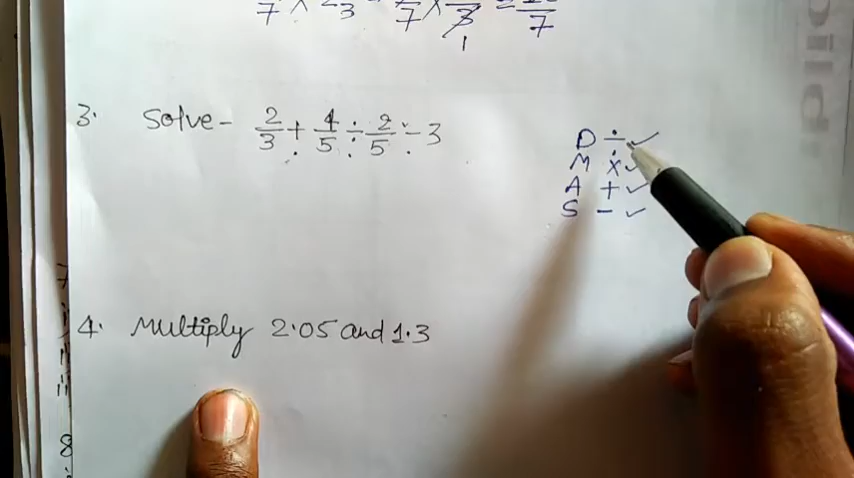 3. Solve - 2/3 + 4/5 ÷ 2/5 - 3
D ÷ ✓
M × ✓
A + ✓
S - ✓
4. Multiply 2.05 and 1.3